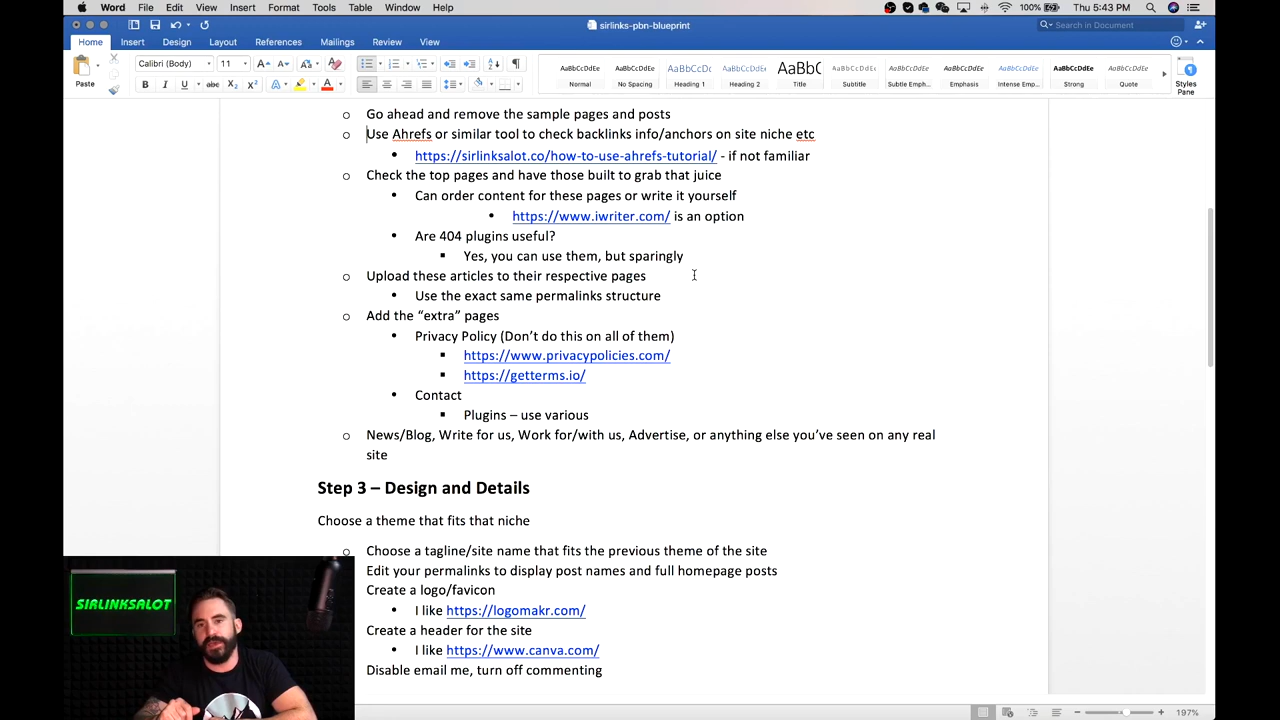 Word File Edit View Insert Format Tools Table Window Help 100% Thu 5:43 PM
sirlinks-pbn-blueprint
Search in Document
Home Insert Design Layout References Mailings Review View
Paste
Calibri (Body) 11
AaBbCcDdEe AaBbCcDdEe AaBbCcDc AaBbCcDdEe AaBbC AaBbCcDdEe AaBbCcDdEe AaBbCcDdEe AaBbCcDdEe AaBbCcDdEe AaBbCcDdEe
Normal No Spacing Heading 1 Heading 2 Title Subtitle Subtle Emph... Emphasis Intense Emp... Strong Quote
Styles Pane
o Go ahead and remove the sample pages and posts
o Use Ahrefs or similar tool to check backlinks info/anchors on site niche etc
• https://sirlinksalot.co/how-to-use-ahrefs-tutorial/ - if not familiar
o Check the top pages and have those built to grab that juice
• Can order content for these pages or write it yourself
• https://www.iwriter.com/ is an option
• Are 404 plugins useful?
▪ Yes, you can use them, but sparingly
o Upload these articles to their respective pages
• Use the exact same permalinks structure
o Add the “extra” pages
• Privacy Policy (Don’t do this on all of them)
▪ https://www.privacypolicies.com/
▪ https://getterms.io/
• Contact
▪ Plugins – use various
o News/Blog, Write for us, Work for/with us, Advertise, or anything else you’ve seen on any real
site
Step 3 – Design and Details
Choose a theme that fits that niche
o Choose a tagline/site name that fits the previous theme of the site
Edit your permalinks to display post names and full homepage posts
Create a logo/favicon
• I like https://logomakr.com/
Create a header for the site
• I like https://www.canva.com/
Disable email me, turn off commenting
SIRLINKSALOT
197%